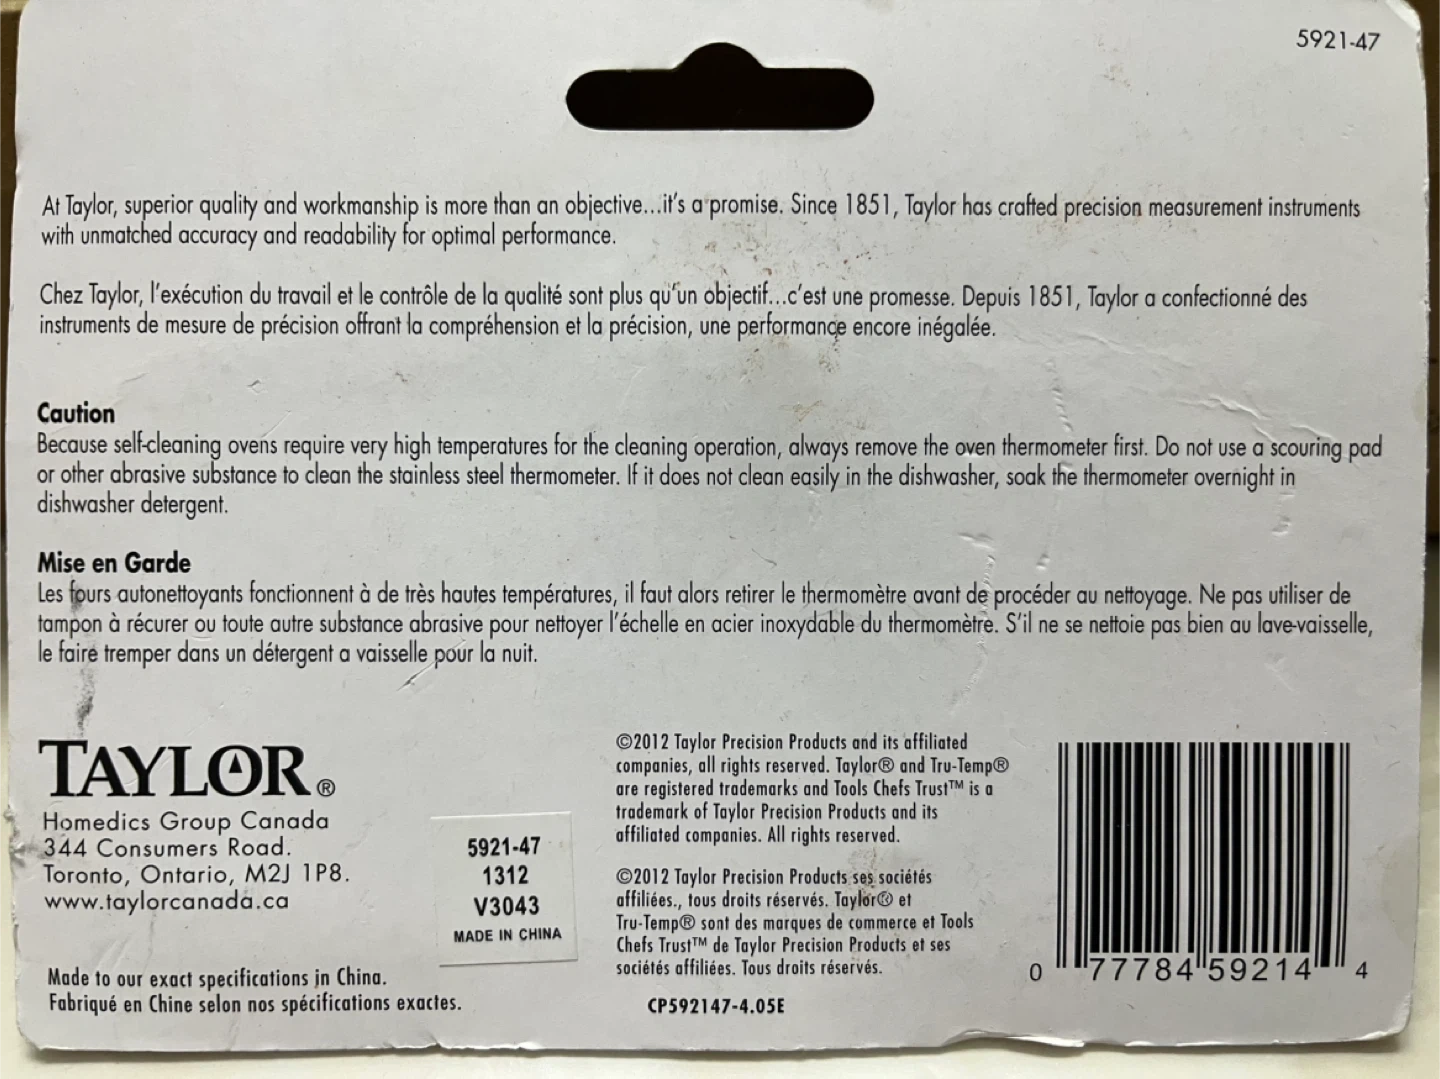 5921-47
At Taylor, superior quality and workmanship is more than an objective...it's a promise. Since 1851, Taylor has crafted precision measurement instruments
with unmatched accuracy and readability for optimal performance.
Chez Taylor, l'exécution du travail et le contrôle de la qualité sont plus qu'un objectif...c'est une promesse. Depuis 1851, Taylor a confectionné des
instruments de mesure de précision offrant la compréhension et la précision, une performance encore inégalée.
Caution
Because self-cleaning ovens require very high temperatures for the cleaning operation, always remove the oven thermometer first. Do not use a scouring pad
or other abrasive substance to clean the stainless steel thermometer. If it does not clean easily in the dishwasher, soak the thermometer overnight in
dishwasher detergent.
Mise en Garde
Les fours autonettoyants fonctionnent à de très hautes températures, il faut alors retirer le thermomètre avant de procéder au nettoyage. Ne pas utiliser de
tampon à récurer ou toute autre substance abrasive pour nettoyer l'échelle en acier inoxydable du thermomètre. S'il ne se nettoie pas bien au lave-vaisselle,
le faire tremper dans un détergent a vaisselle pour la nuit.
TAYLOR®
Homedics Group Canada
344 Consumers Road.
Toronto, Ontario, M2J 1P8.
www.taylorcanada.ca
Made to our exact specifications in China.
Fabriqué en Chine selon nos spécifications exactes.
5921-47
1312
V3043
MADE IN CHINA
©2012 Taylor Precision Products and its affiliated
companies, all rights reserved. Taylor® and Tru-Temp®
are registered trademarks and Tools Chefs Trust™ is a
trademark of Taylor Precision Products and its
affiliated companies. All rights reserved.
©2012 Taylor Precision Products ses sociétés
affiliées., tous droits réservés. Taylor® et
Tru-Temp® sont des marques de commerce et Tools
Chefs Trust™ de Taylor Precision Products et ses
sociétés affiliées. Tous droits réservés.
CP592147-4.05E
0 77784 59214 4